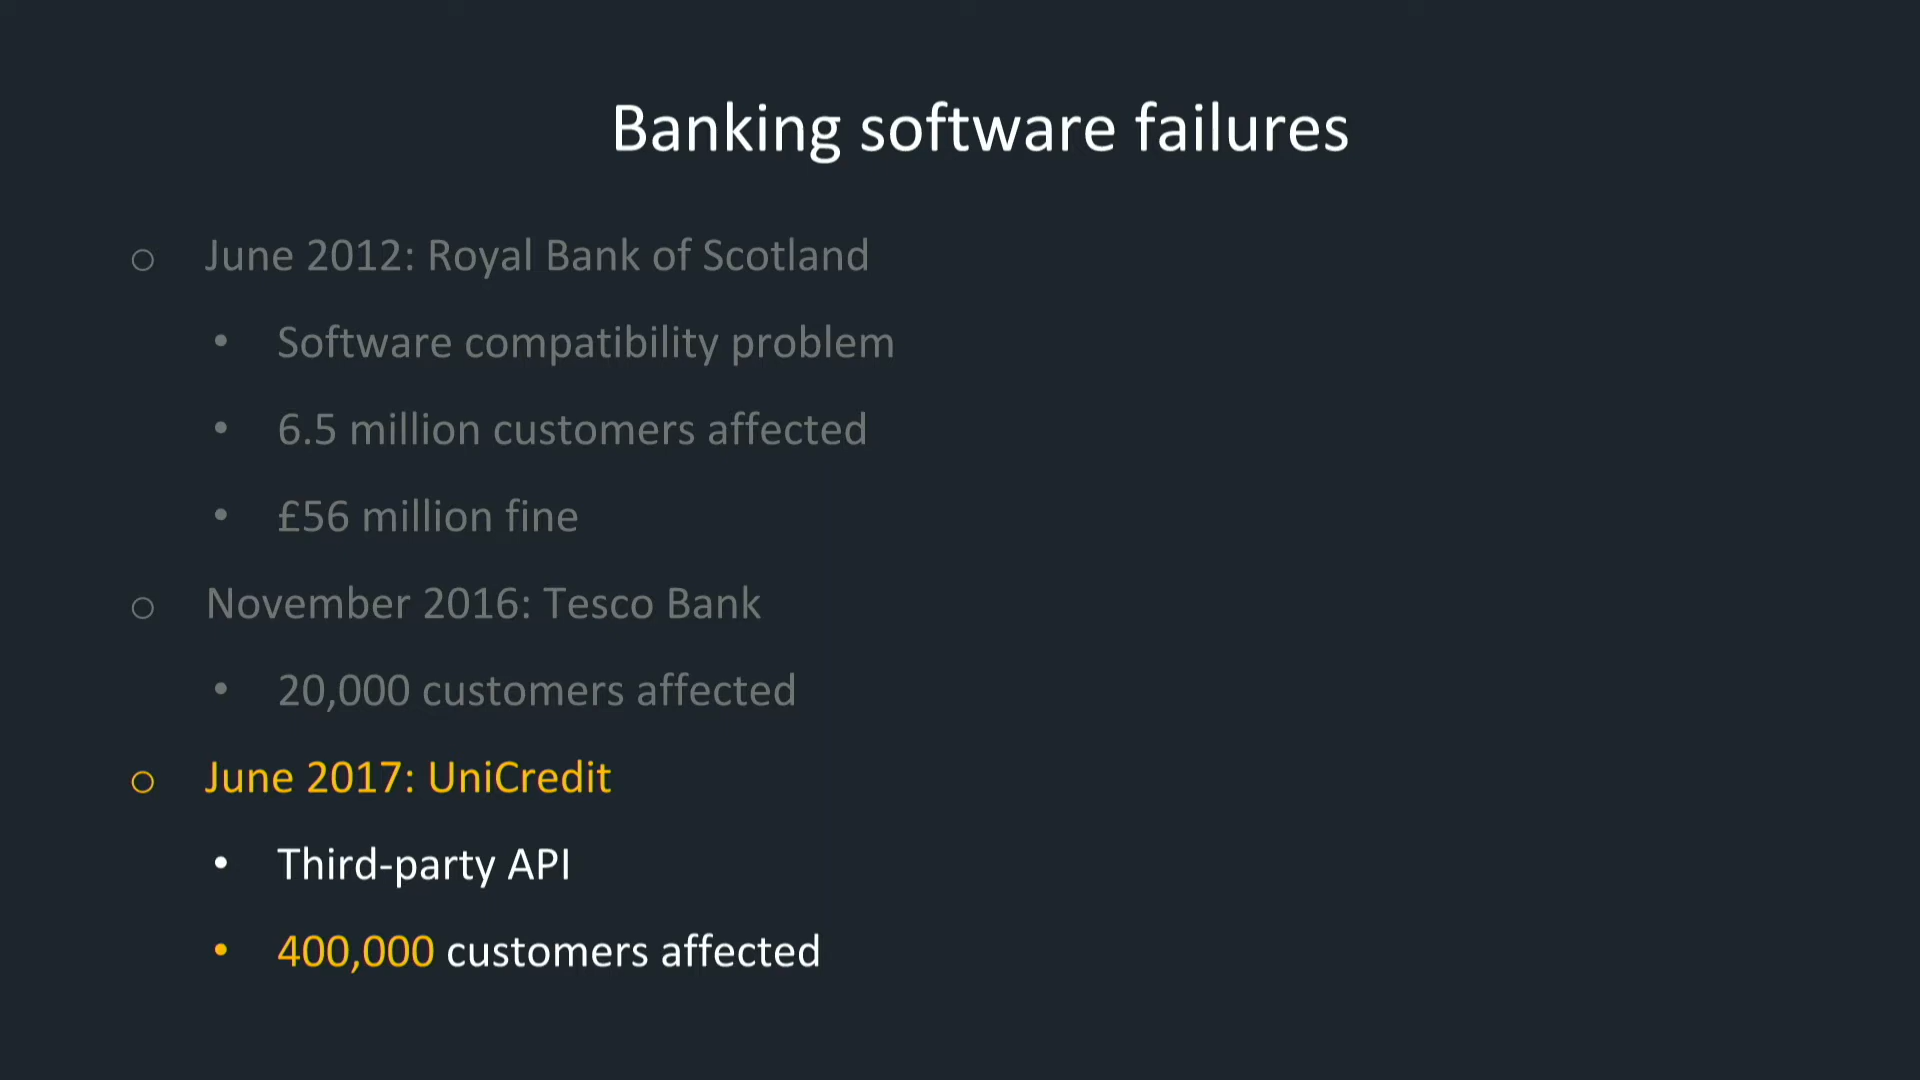 Banking software failures
○ June 2012: Royal Bank of Scotland
• Software compatibility problem
• 6.5 million customers affected
• £56 million fine
○ November 2016: Tesco Bank
• 20,000 customers affected
○ June 2017: UniCredit
• Third-party API
• 400,000 customers affected